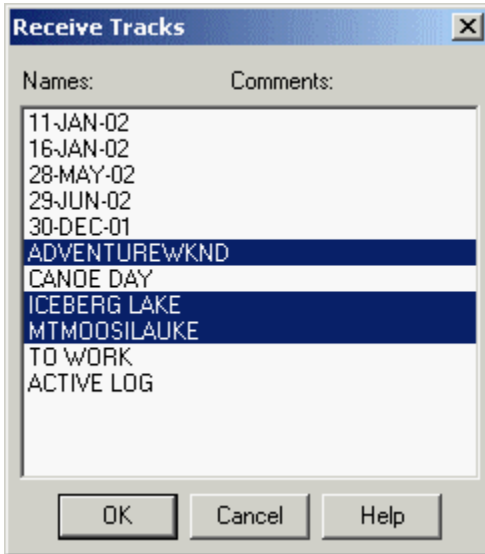 Receive Tracks
Names: Comments:
11-JAN-02
16-JAN-02
28-MAY-02
29-JUN-02
30-DEC-01
ADVENTUREWKND
CANOE DAY
ICEBERG LAKE
MTMOOSILAUKE
TO WORK
ACTIVE LOG
OK Cancel Help